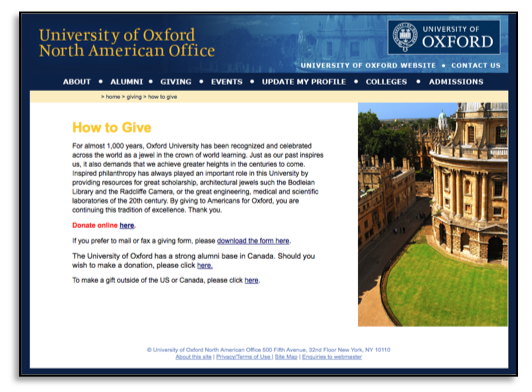 University of Oxford
North American Office
UNIVERSITY OF OXFORD
UNIVERSITY OF OXFORD WEBSITE • CONTACT US
ABOUT • ALUMNI • GIVING • EVENTS • UPDATE MY PROFILE • COLLEGES • ADMISSIONS
> home > giving > how to give
How to Give
For almost 1,000 years, Oxford University has been recognized and celebrated
across the world as a jewel in the crown of world learning. Just as our past inspires
us, it also demands that we achieve greater heights in the centuries to come.
Inspired philanthropy has always played an important role in this University by
providing resources for great scholarship, architectural jewels such the Bodleian
Library and the Radcliffe Camera, or the great engineering, medical and scientific
laboratories of the 20th century. By giving to Americans for Oxford, you are
continuing this tradition of excellence. Thank you.
Donate online here.
If you prefer to mail or fax a giving form, please download the form here.
The University of Oxford has a strong alumni base in Canada. Should you
wish to make a donation, please click here.
To make a gift outside of the US or Canada, please click here.
© University of Oxford North American Office 500 Fifth Avenue, 32nd Floor New York, NY 10110
About this site | Privacy/Terms of Use | Site Map | Enquiries to webmaster